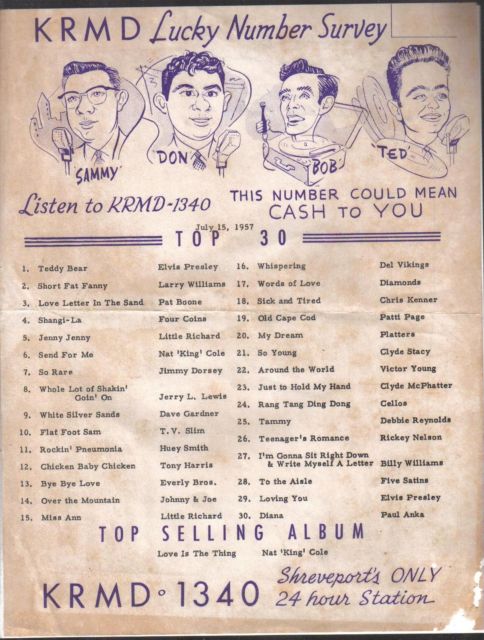 KRMD Lucky Number Survey
SAMMY
DON
BOB
'TED'
Listen to KRMD-1340
THIS NUMBER COULD MEAN
CASH TO YOU
July 15, 1957
TOP 30
1. Teddy Bear Elvis Presley
2. Short Fat Fanny Larry Williams
3. Love Letter In The Sand Pat Boone
4. Shangi-La Four Coins
5. Jenny Jenny Little Richard
6. Send For Me Nat 'King' Cole
7. So Rare Jimmy Dorsey
8. Whole Lot of Shakin'
Goin' On Jerry L. Lewis
9. White Silver Sands Dave Gardner
10. Flat Foot Sam T.V. Slim
11. Rockin' Pneumonia Huey Smith
12. Chicken Baby Chicken Tony Harris
13. Bye Bye Love Everly Bros.
14. Over the Mountain Johnny & Joe
15. Miss Ann Little Richard
16. Whispering Del Vikings
17. Words of Love Diamonds
18. Sick and Tired Chris Kenner
19. Old Cape Cod Patti Page
20. My Dream Platters
21. So Young Clyde Stacy
22. Around the World Victor Young
23. Just to Hold My Hand Clyde McPhatter
24. Rang Tang Ding Dong Cellos
25. Tammy Debbie Reynolds
26. Teenager's Romance Rickey Nelson
27. I'm Gonna Sit Right Down
& Write Myself A Letter Billy Williams
28. To the Aisle Five Satins
29. Loving You Elvis Presley
30. Diana Paul Anka
TOP SELLING ALBUM
Love Is The Thing Nat 'King' Cole
KRMD 1340
Shreveport's ONLY
24 hour Station